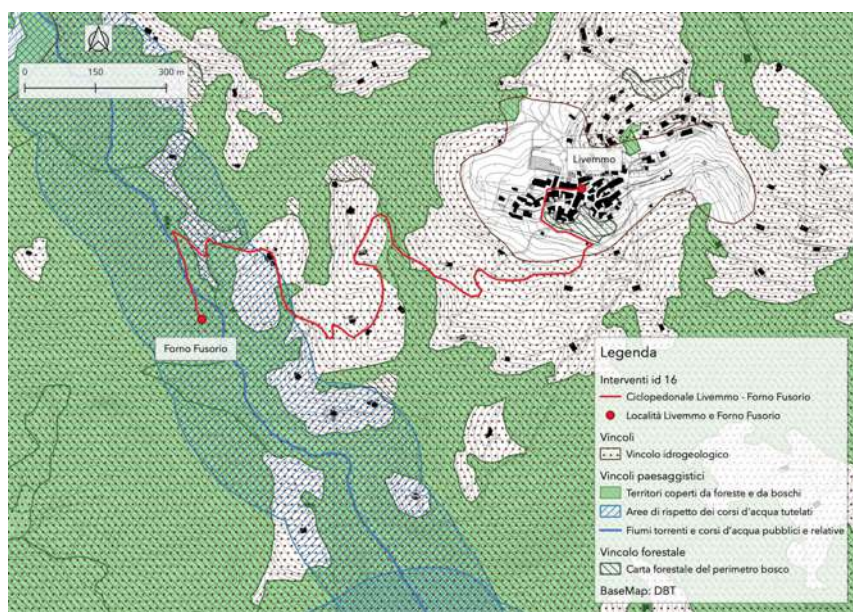 0 150 300 m
Livemmo
Forno Fusorio
Legenda
Interventi id 16
Ciclopedonale Livemmo - Forno Fusorio
Località Livemmo e Forno Fusorio
Vincoli
Vincolo idrogeologico
Vincoli paesaggistici
Territori coperti da foreste e da boschi
Aree di rispetto dei corsi d'acqua tutelati
Fiumi torrenti e corsi d'acqua pubblici e relative
Vincolo forestale
Carta forestale del perimetro bosco
BaseMap: DBT